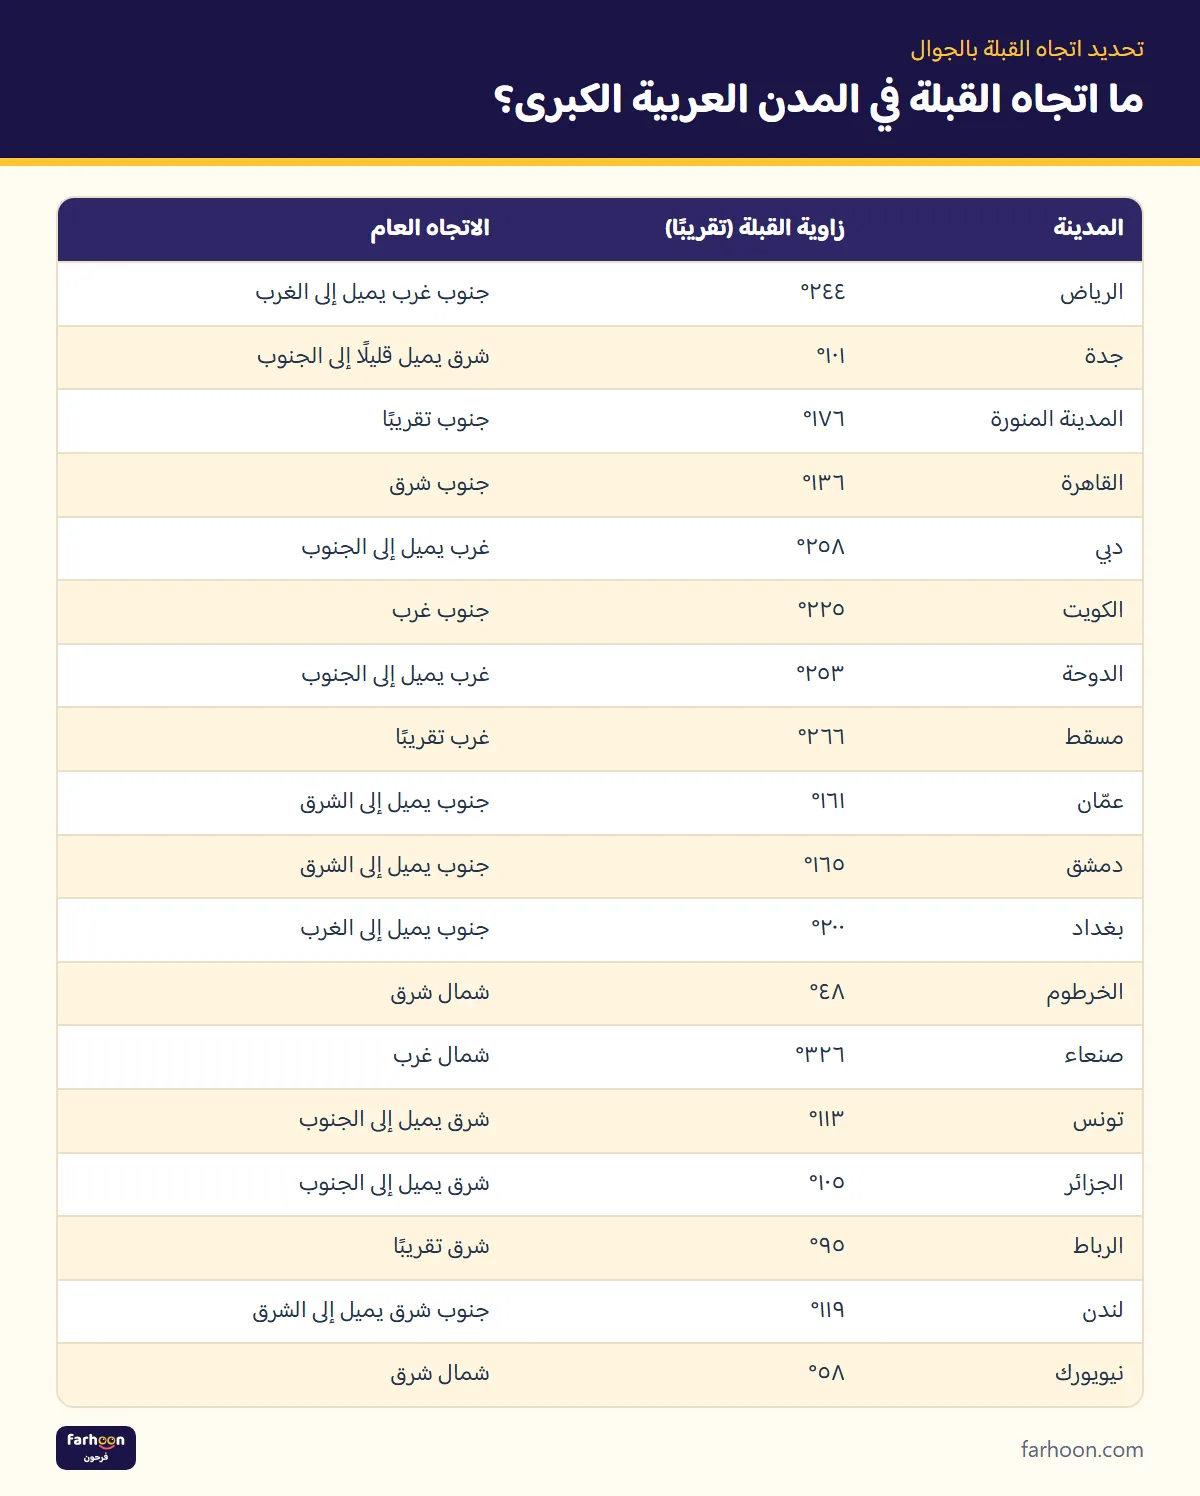 تحديد اتجاه القبلة بالجوال
ما اتجاه القبلة في المدن العربية الكبرى؟
المدينة زاوية القبلة (تقريبًا) الاتجاه العام
الرياض ٢٤٤° جنوب غرب يميل إلى الغرب
جدة ١٠١° شرق يميل قليلًا إلى الجنوب
المدينة المنورة ١٧٦° جنوب تقريبًا
القاهرة ١٣٦° جنوب شرق
دبي ٢٥٨° غرب يميل إلى الجنوب
الكويت ٢٢٥° جنوب غرب
الدوحة ٢٥٣° غرب يميل إلى الجنوب
مسقط ٢٦٦° غرب تقريبًا
عمّان ١٦١° جنوب يميل إلى الشرق
دمشق ١٦٥° جنوب يميل إلى الشرق
بغداد ٢٠٠° جنوب يميل إلى الغرب
الخرطوم ٤٨° شمال شرق
صنعاء ٣٢٦° شمال غرب
تونس ١١٣° شرق يميل إلى الجنوب
الجزائر ١٠٥° شرق يميل إلى الجنوب
الرباط ٩٥° شرق تقريبًا
لندن ١١٩° جنوب شرق يميل إلى الشرق
نيويورك ٥٨° شمال شرق
farhoon.com
farhoon
فرحون